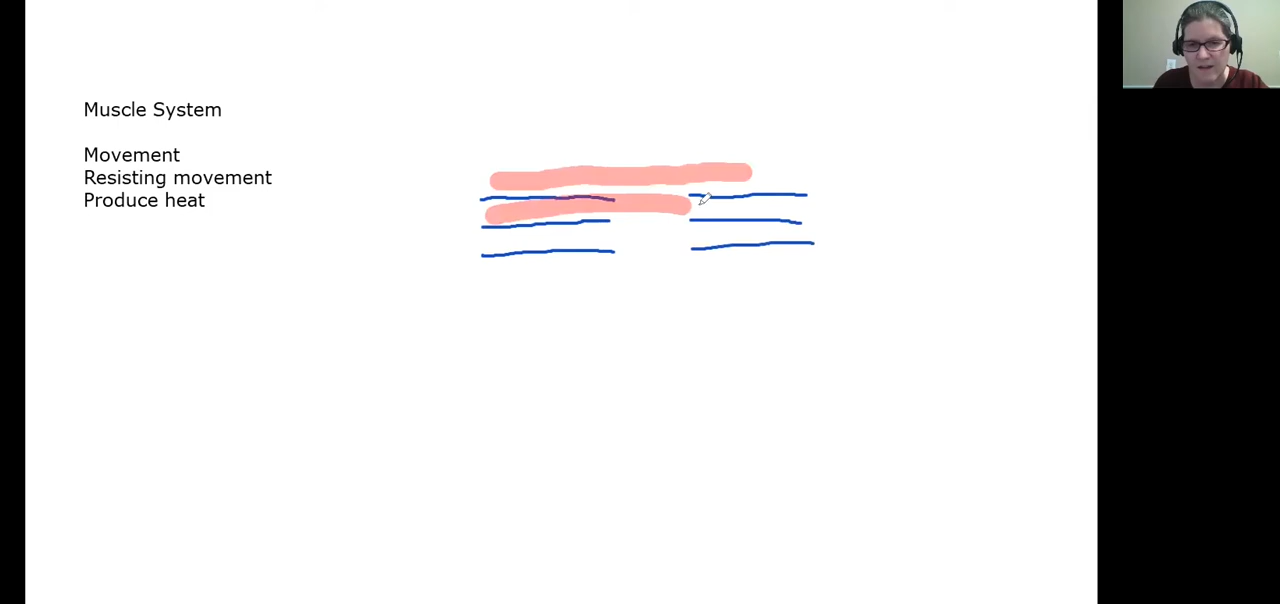 Muscle System
Movement
Resisting movement
Produce heat